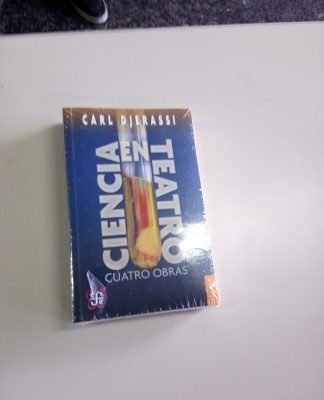 CARL DJERASSI
CIENCIA
EN
TEATRO
CUATRO OBRAS